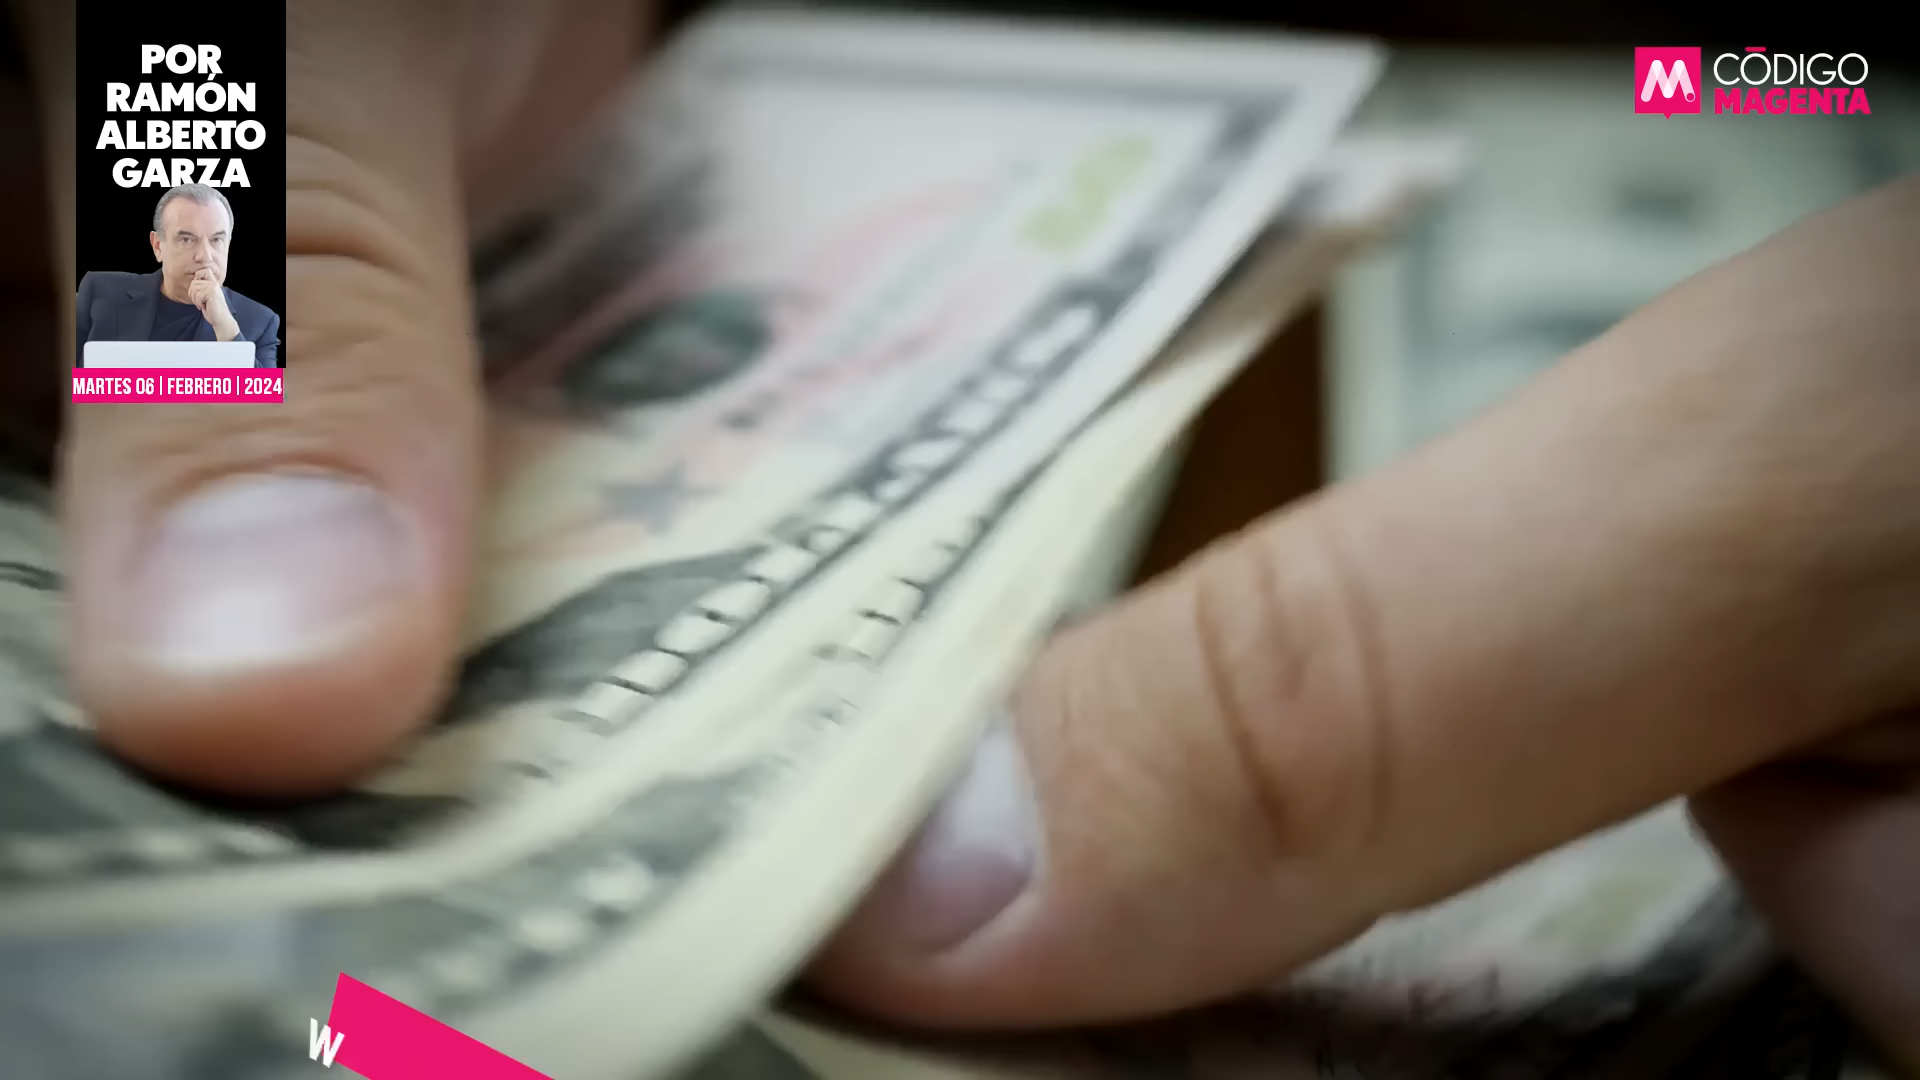 POR
RAMÓN
ALBERTO
GARZA
MARTES 06 | FEBRERO | 2024
CÓDIGO
MAGENTA
W